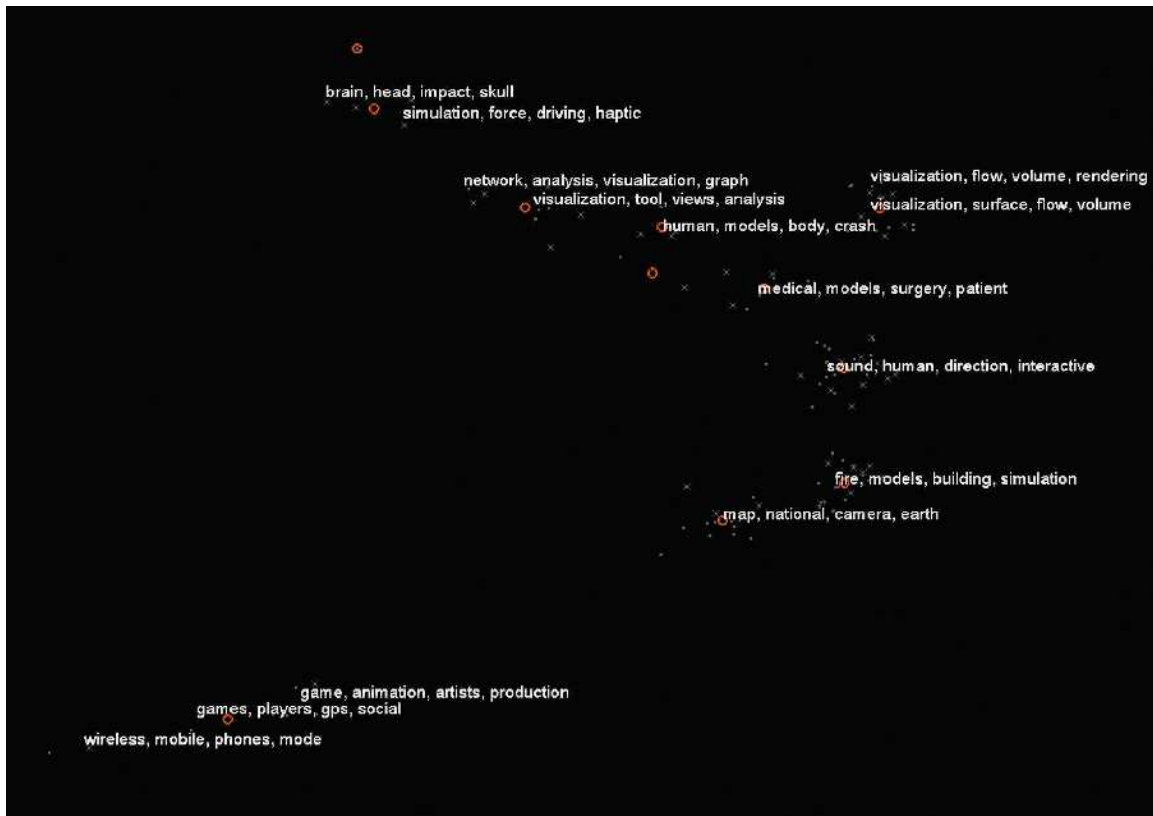 brain, head, impact, skull
simulation, force, driving, haptic
visualization, flow, volume, rendering
network, analysis, visualization, graph
visualization, tool, views, analysis
visualization, surface, flow, volume
human, models, body, crash
medical, models, surgery, patient
sound, human, direction, interactive
fire, models, building, simulation
map, national, camera, earth
game, animation, artists, production
games, players, gps, social
wireless, mobile, phones, mode